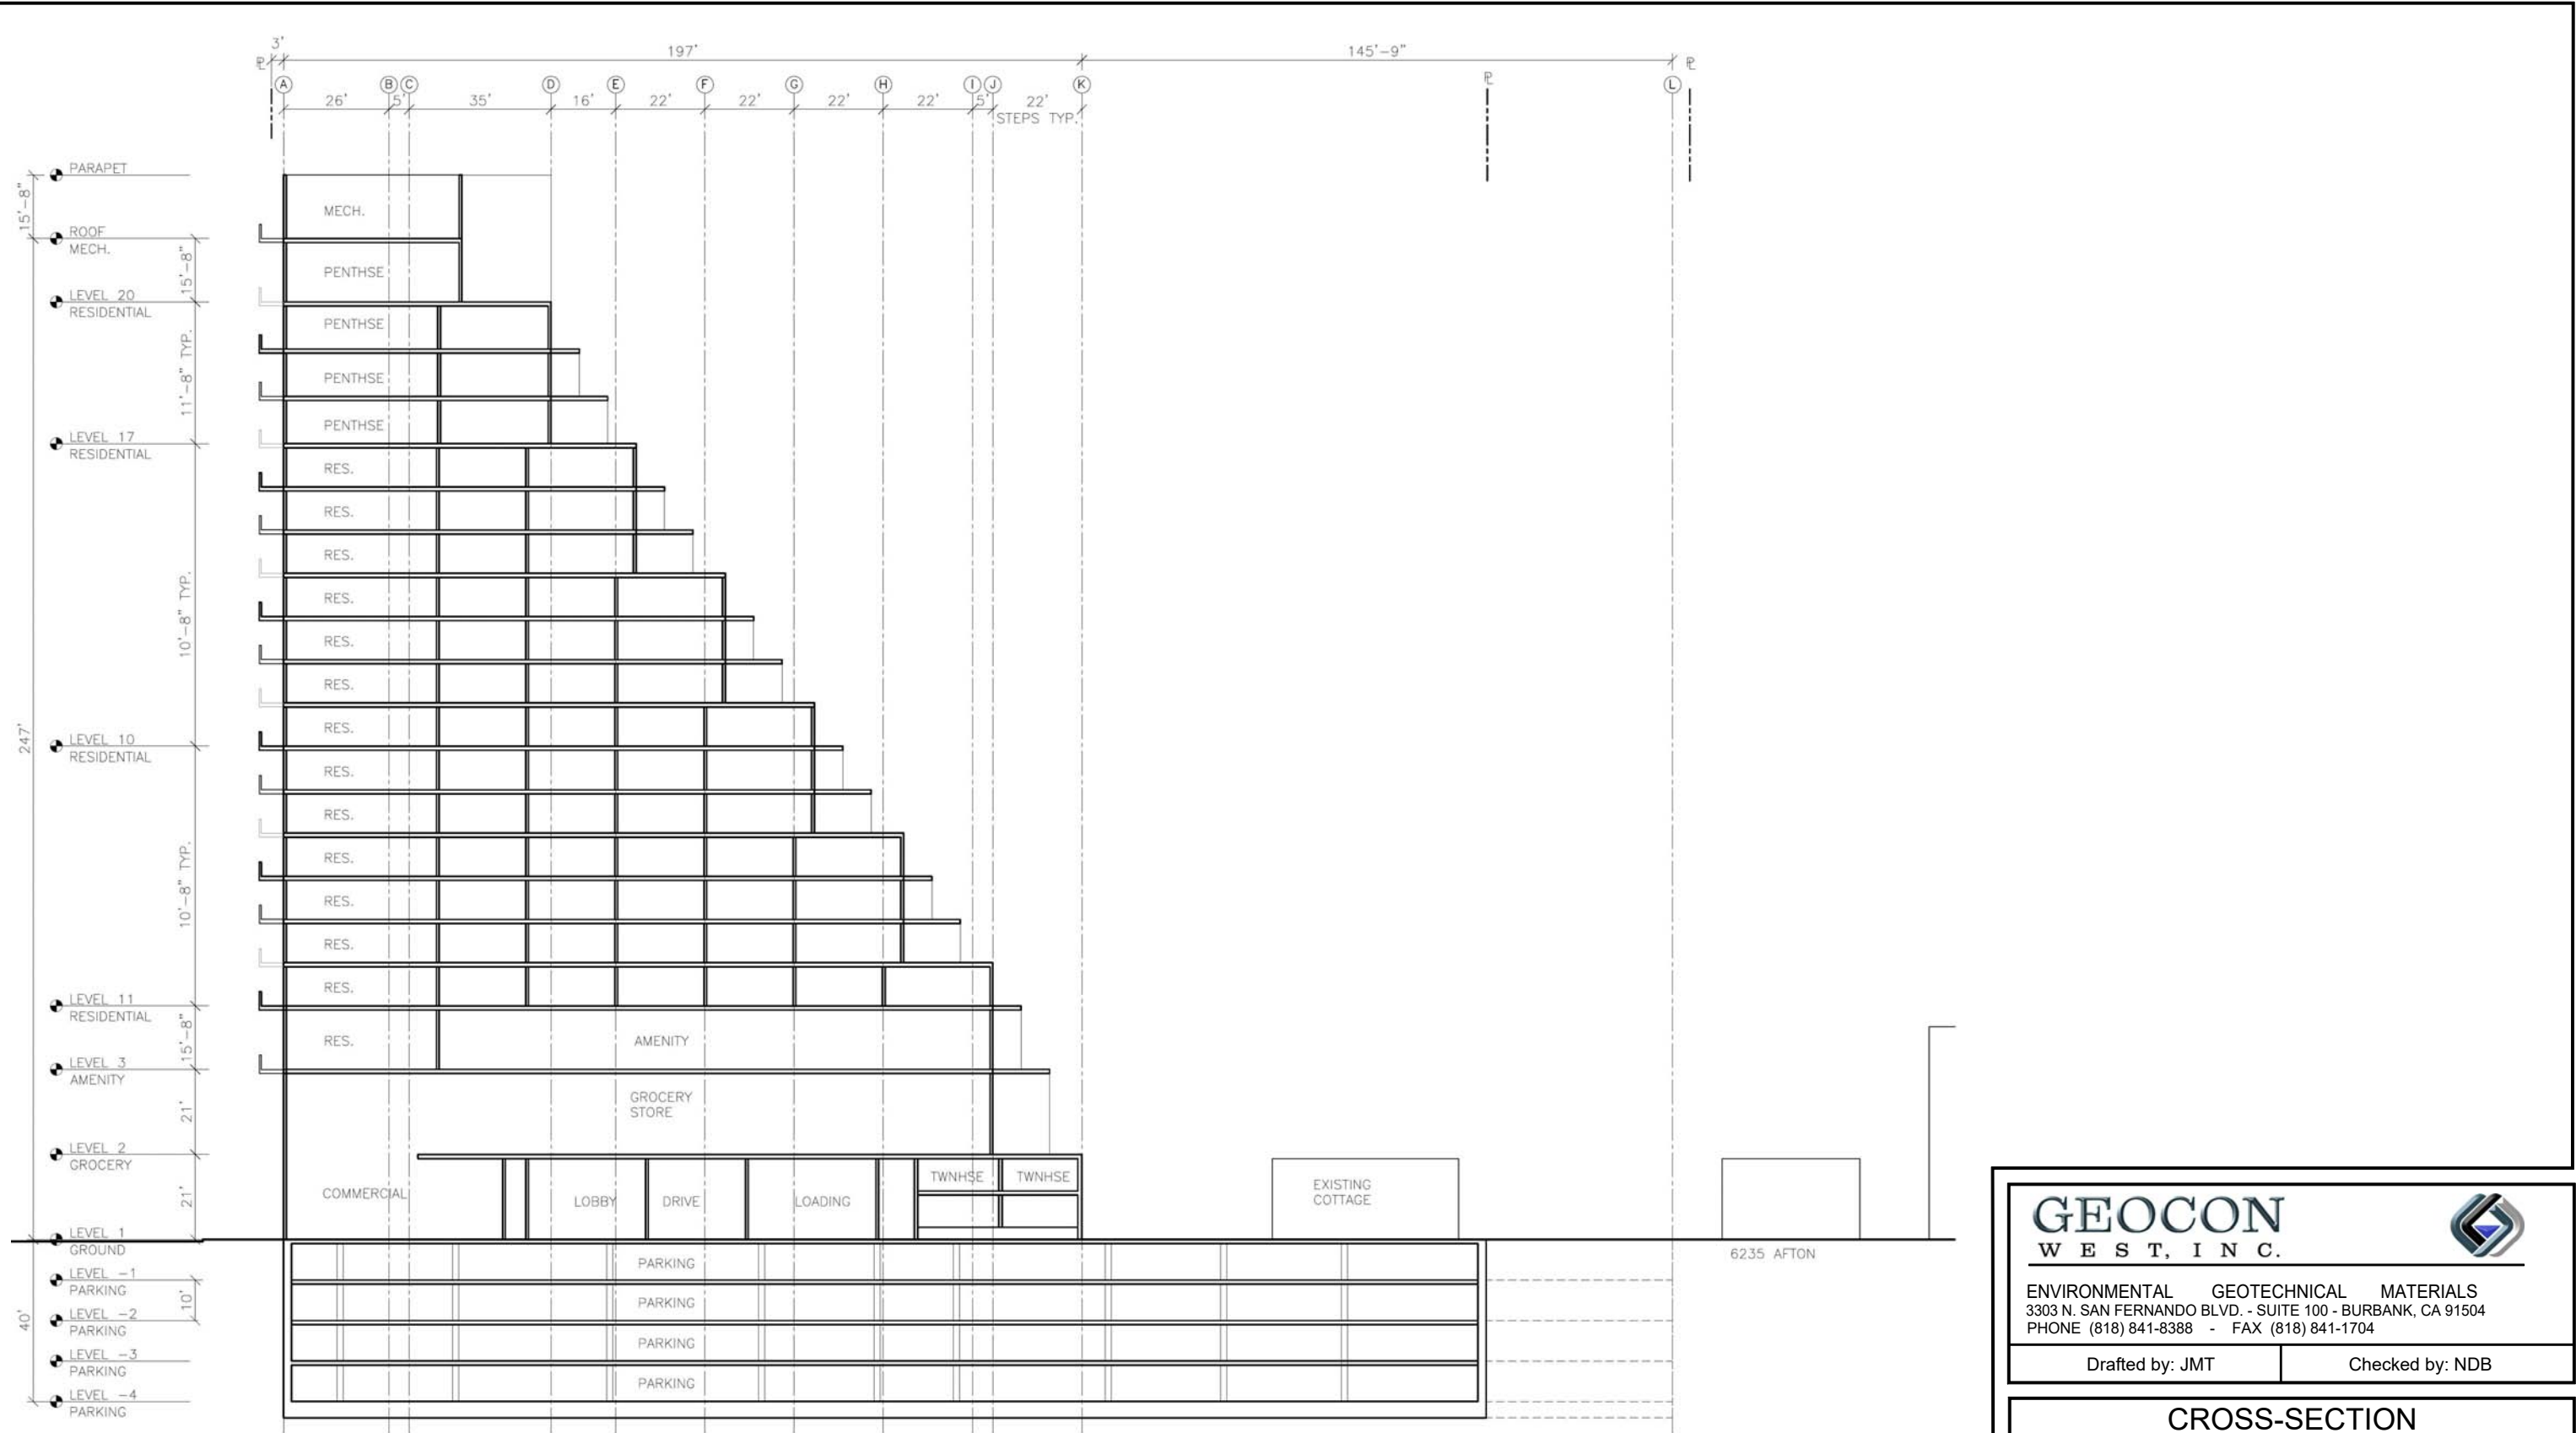 3'
197'
145'-9"
℄
℄
℄
A
B
C
D
E
F
G
H
I
J
K
L
26'
5'
35'
16'
22'
22'
22'
22'
5'
22'
STEPS TYP.
PARAPET
15'-8"
ROOF
MECH.
15'-8"
LEVEL 20
RESIDENTIAL
11'-8" TYP.
LEVEL 17
RESIDENTIAL
10'-8" TYP.
247'
LEVEL 10
RESIDENTIAL
10'-8" TYP.
LEVEL 11
RESIDENTIAL
15'-8"
LEVEL 3
AMENITY
21'
LEVEL 2
GROCERY
21'
LEVEL 1
GROUND
LEVEL -1
PARKING
10'
LEVEL -2
PARKING
40'
LEVEL -3
PARKING
LEVEL -4
PARKING
MECH.
PENTHSE
PENTHSE
PENTHSE
PENTHSE
RES.
RES.
RES.
RES.
RES.
RES.
RES.
RES.
RES.
RES.
RES.
RES.
RES.
RES.
AMENITY
GROCERY
STORE
COMMERCIAL
LOBBY
DRIVE
LOADING
TWNHSE
TWNHSE
EXISTING
COTTAGE
6235 AFTON
PARKING
PARKING
PARKING
PARKING
GEOCON
WEST, INC.
ENVIRONMENTAL GEOTECHNICAL MATERIALS
3303 N. SAN FERNANDO BLVD. - SUITE 100 - BURBANK, CA 91504
PHONE (818) 841-8388 - FAX (818) 841-1704
Drafted by: JMT
Checked by: NDB
CROSS-SECTION